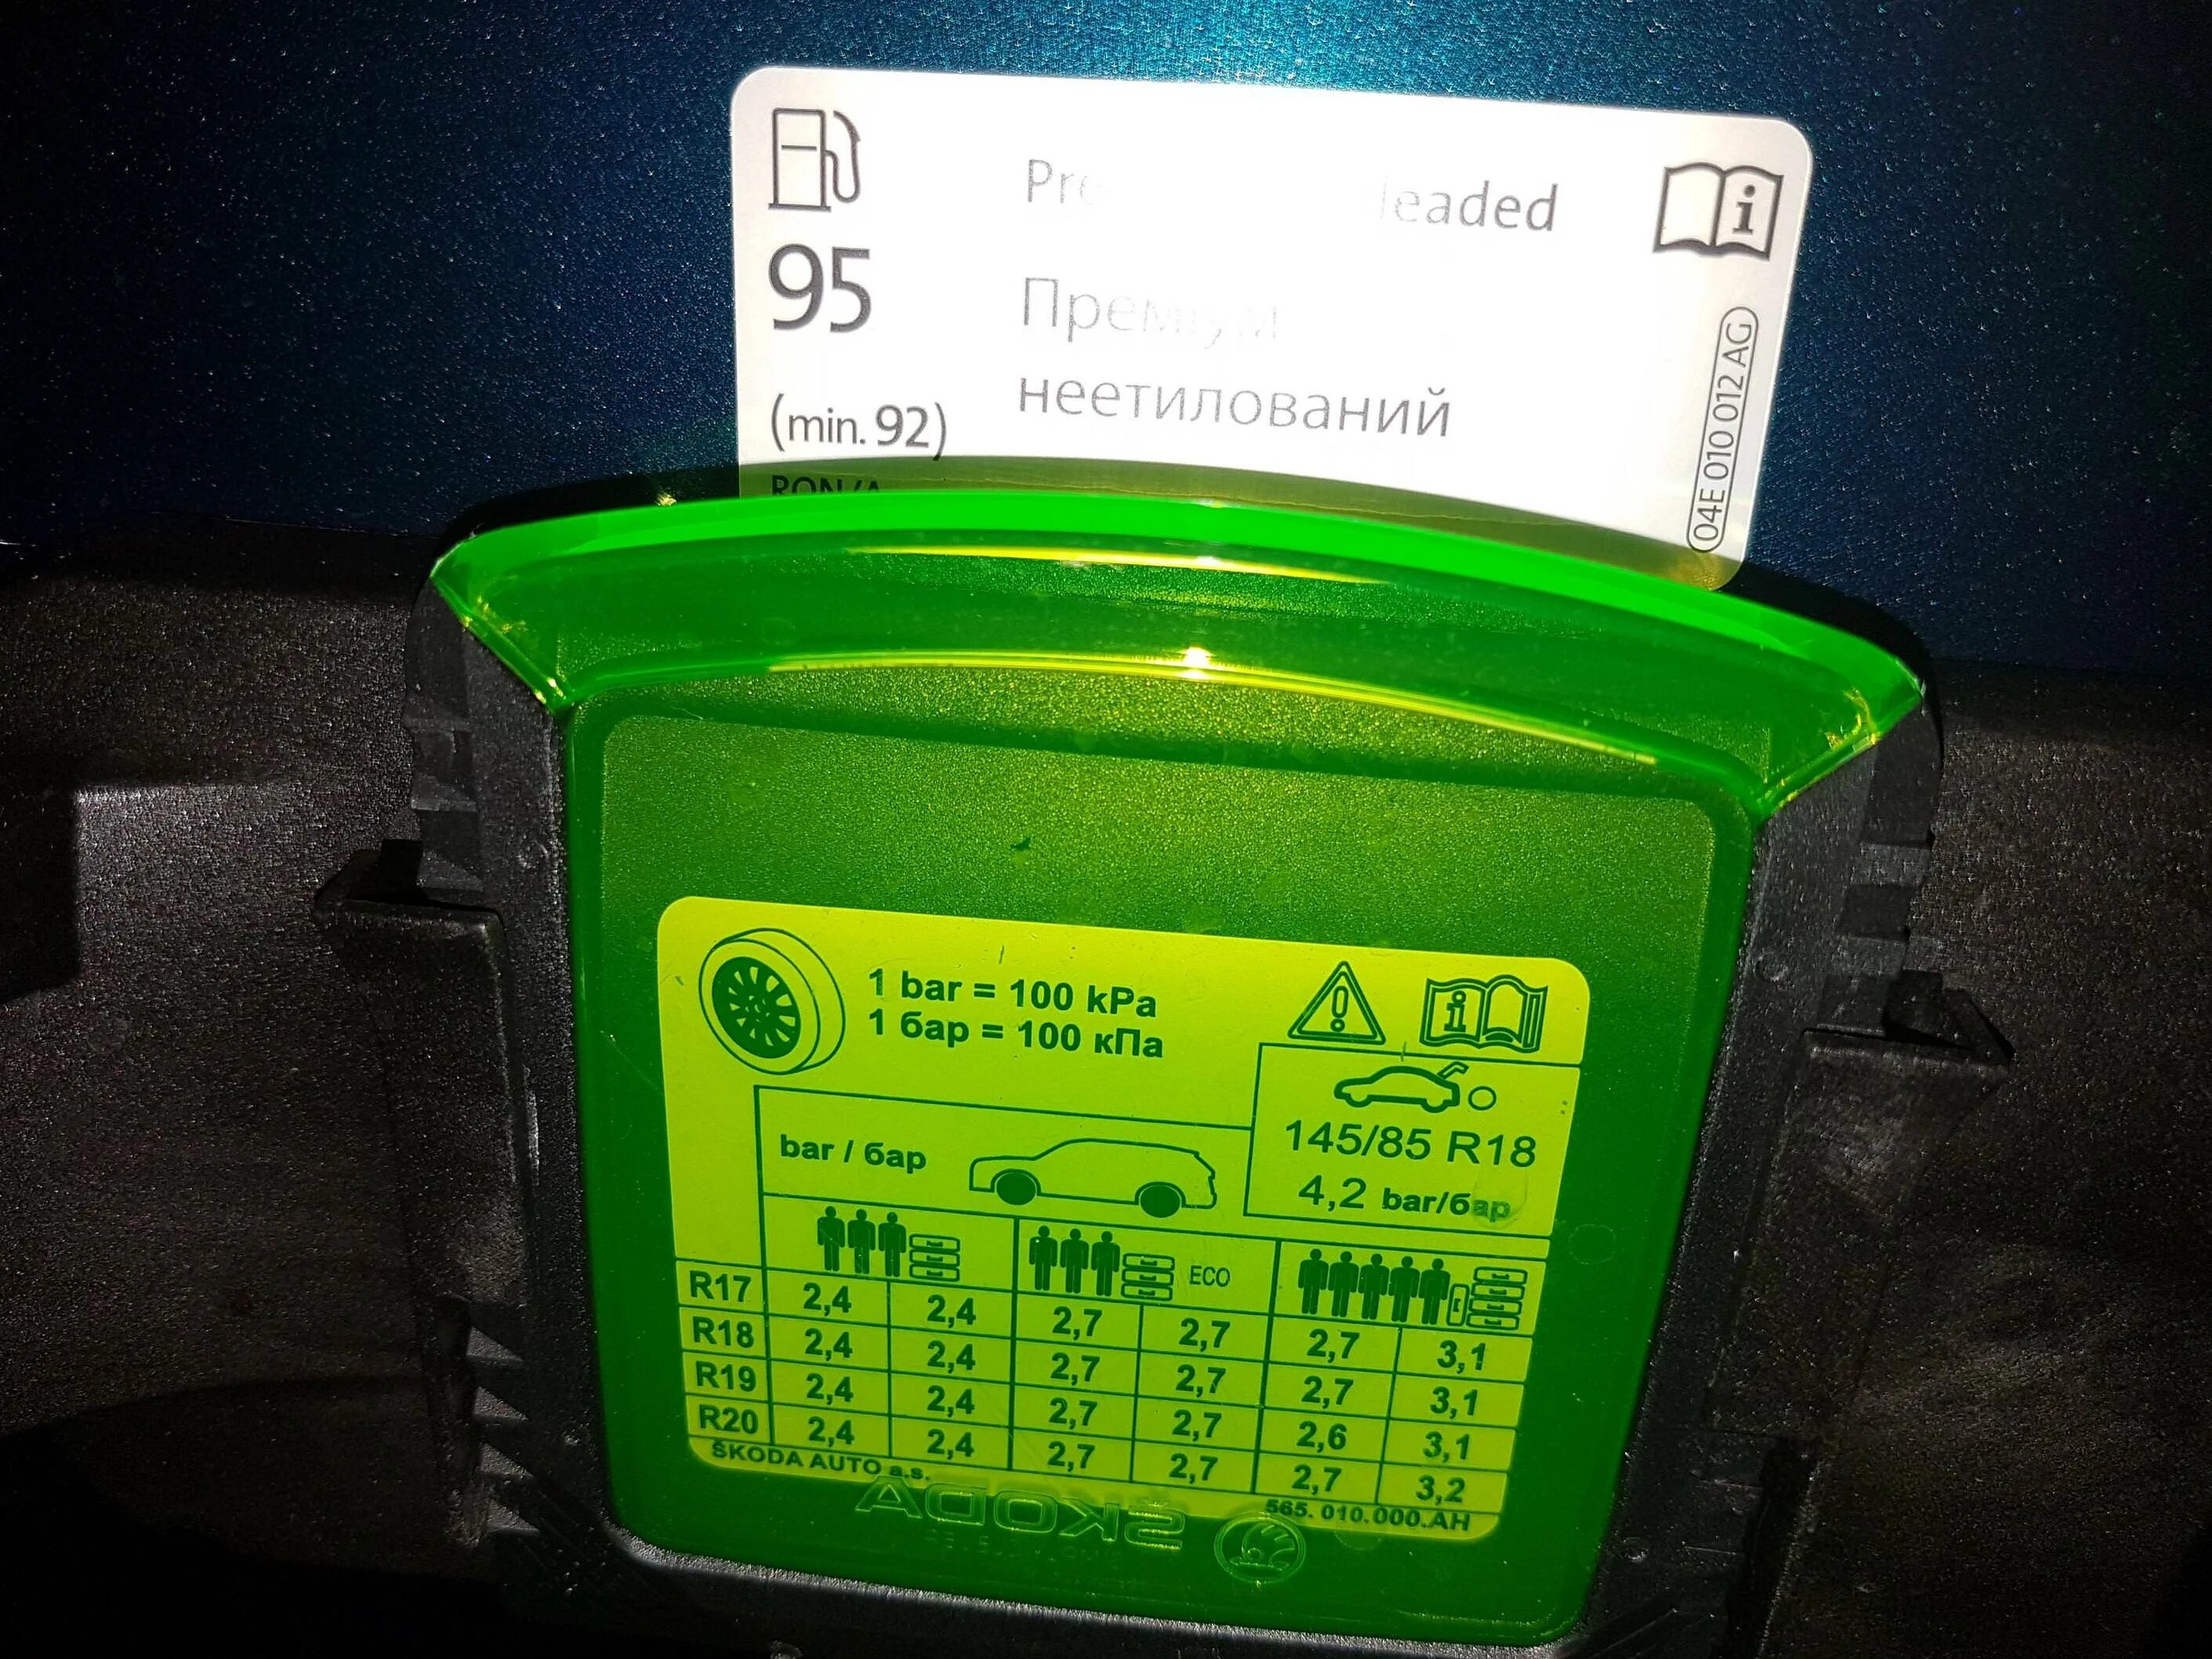 95
(min. 92)
leaded
Премиум
неетилований
04E 010 012 AG
1 bar = 100 kPa
1 бар = 100 кПа
145/85 R18
4,2 bar/бар
bar / бар
ECO
R17 2,4 2,4 2,7 2,7 2,7 3,1
R18 2,4 2,4 2,7 2,7 2,7 3,1
R19 2,4 2,4 2,7 2,7 2,6 3,1
R20 2,4 2,4 2,7 2,7 2,7 3,2
ŠKODA AUTO a.s.
565. 010.000.AH
ŠKODA